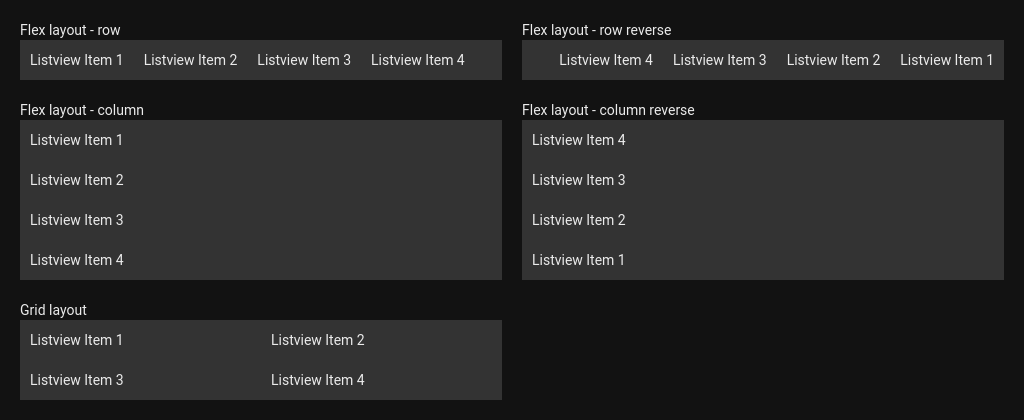 Flex layout - row
Listview Item 1 Listview Item 2 Listview Item 3 Listview Item 4
Flex layout - row reverse
Listview Item 4 Listview Item 3 Listview Item 2 Listview Item 1
Flex layout - column
Listview Item 1
Listview Item 2
Listview Item 3
Listview Item 4
Flex layout - column reverse
Listview Item 4
Listview Item 3
Listview Item 2
Listview Item 1
Grid layout
Listview Item 1 Listview Item 2
Listview Item 3 Listview Item 4